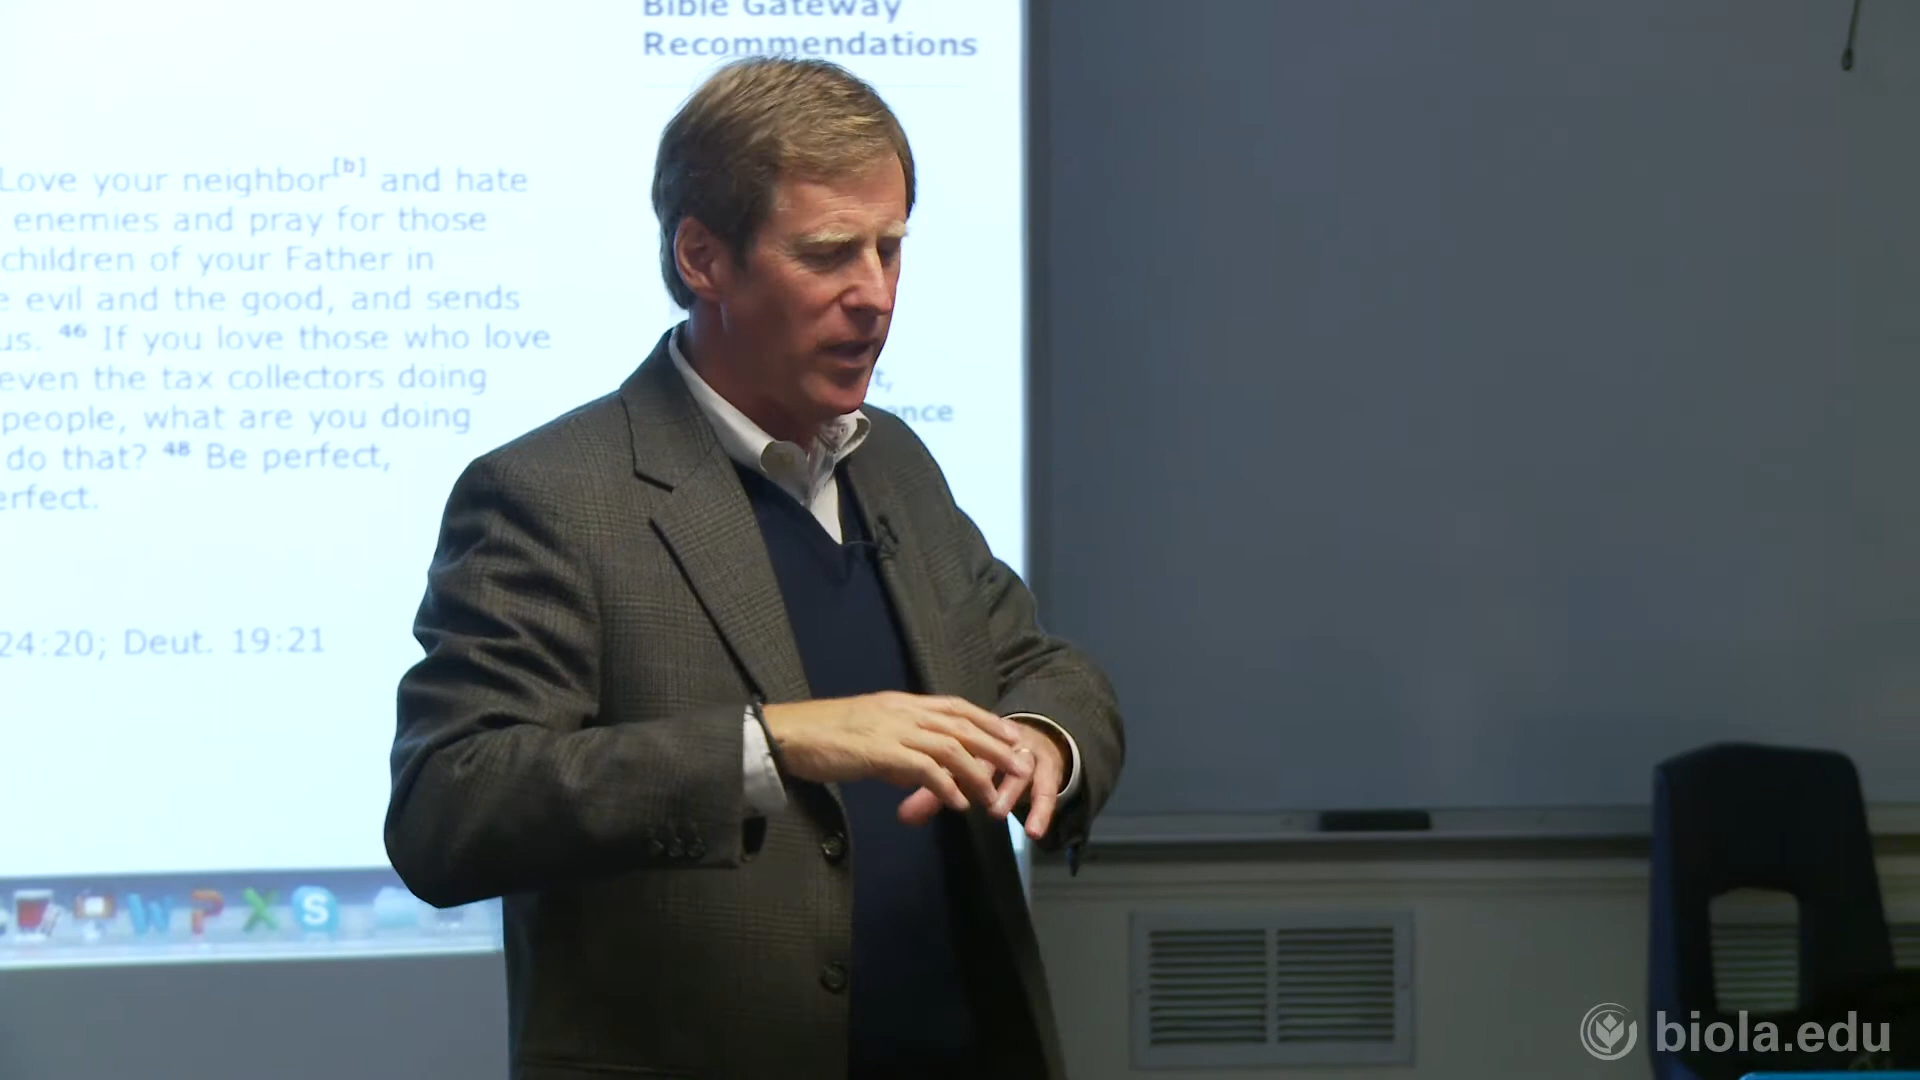 Bible Gateway
Recommendations
Love your neighbor[b] and hate
enemies and pray for those
children of your Father in
evil and the good, and sends
us. 46 If you love those who love
even the tax collectors doing
people, what are you doing
do that? 48 Be perfect,
erfect.
t,
ence
24:20; Deut. 19:21
W P X S
biola.edu